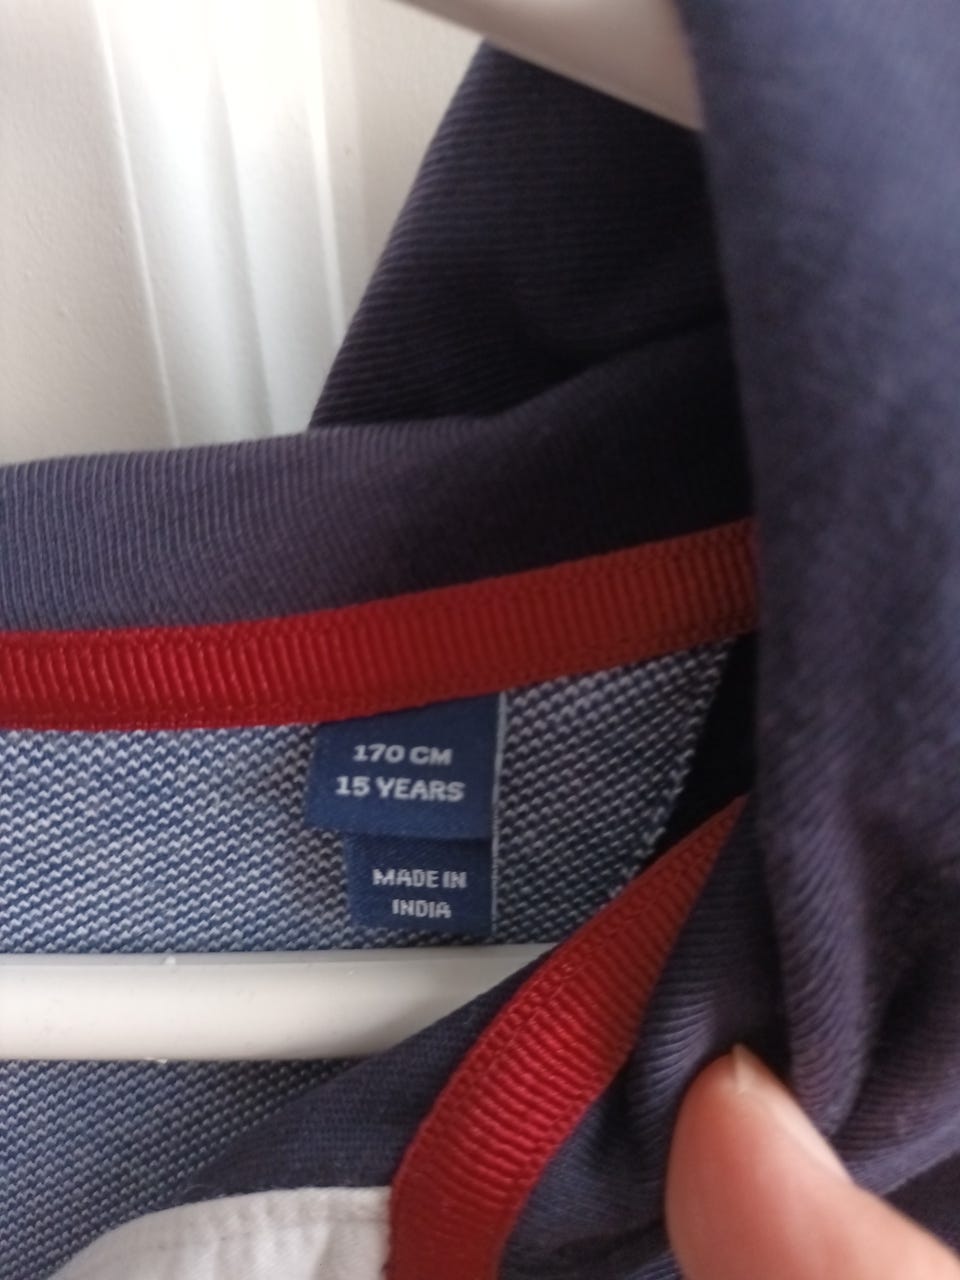 170 CM
15 YEARS
MADE IN
INDIA